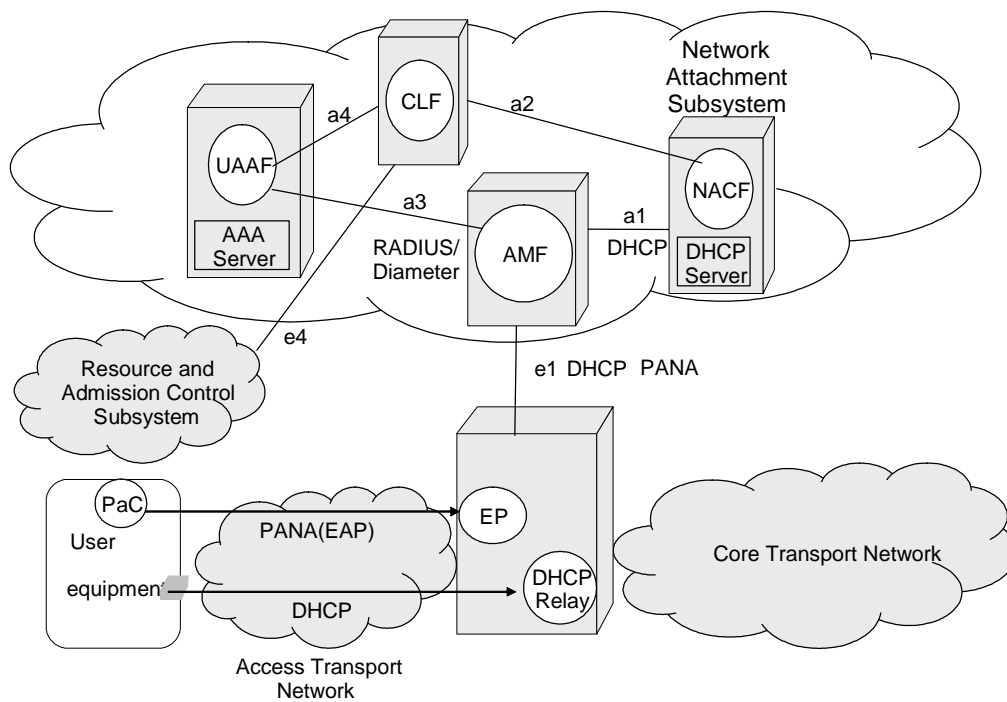 Network
Attachment
Subsystem
CLF
a4
a2
UAAF
NACF
a3
a1
AAA
Server
RADIUS/
Diameter
AMF
DHCP
DHCP
Server
e4
Resource and
Admission Control
Subsystem
e1 DHCP PANA
PaC
User
equipment
PANA(EAP)
EP
DHCP
DHCP
Relay
Core Transport Network
Access Transport
Network